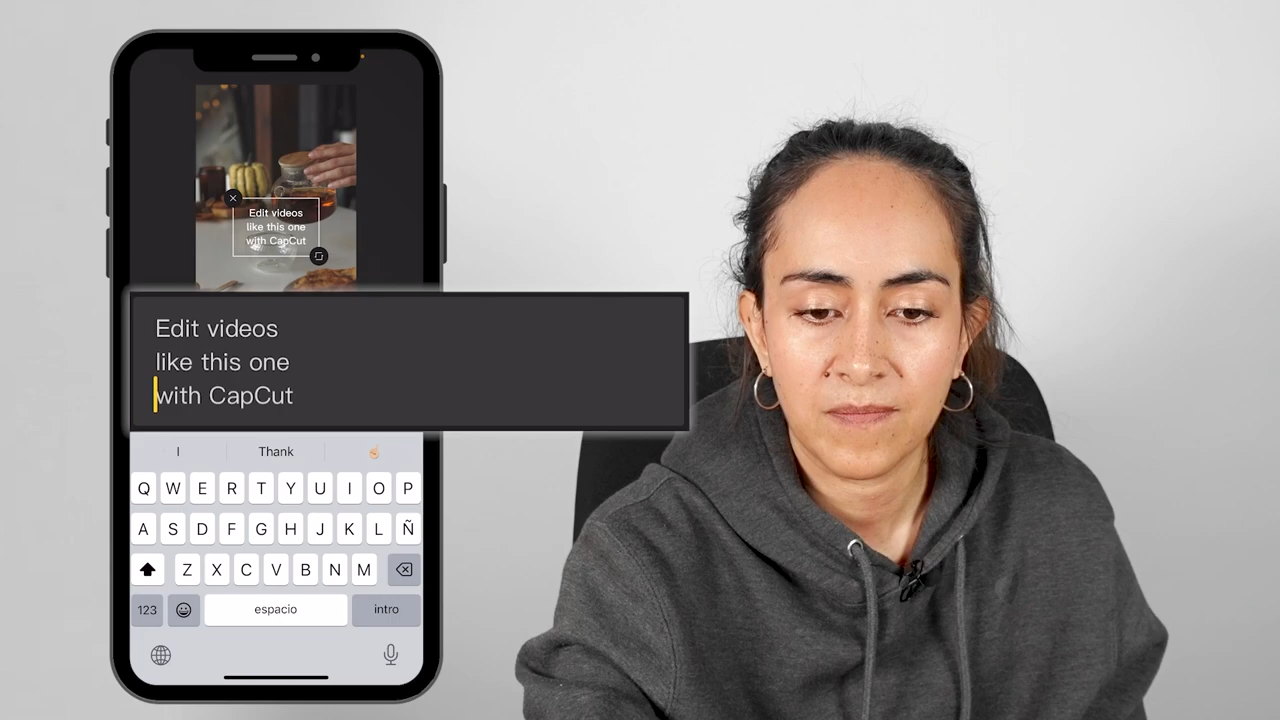 Edit videos
like this one
with CapCut
Edit videos
like this one
with CapCut
I Thank ☝🏻
Q W E R T Y U I O P
A S D F G H J K L Ñ
Z X C V B N M
123 espacio intro